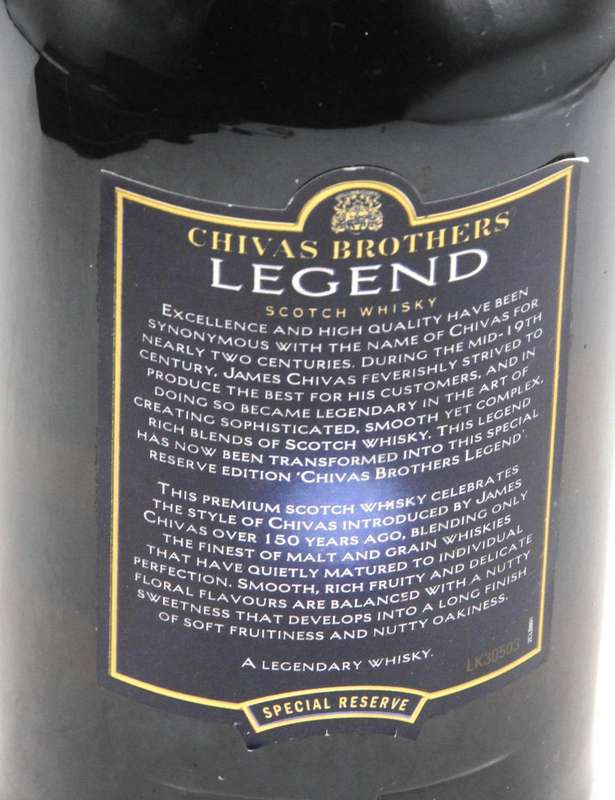 CHIVAS BROTHERS
LEGEND
SCOTCH WHISKY
EXCELLENCE AND HIGH QUALITY HAVE BEEN
SYNONYMOUS WITH THE NAME OF CHIVAS FOR
NEARLY TWO CENTURIES. DURING THE MID-19TH
CENTURY, JAMES CHIVAS FEVERISHLY STRIVED TO
PRODUCE THE BEST FOR HIS CUSTOMERS, AND IN
DOING SO BECAME LEGENDARY IN THE ART OF
CREATING SOPHISTICATED, SMOOTH YET COMPLEX,
RICH BLENDS OF SCOTCH WHISKY. THIS LEGEND
HAS NOW BEEN TRANSFORMED INTO THIS SPECIAL
RESERVE EDITION 'CHIVAS BROTHERS LEGEND'.
THIS PREMIUM SCOTCH WHISKY CELEBRATES
THE STYLE OF CHIVAS INTRODUCED BY JAMES
CHIVAS OVER 150 YEARS AGO, BLENDING ONLY
THE FINEST OF MALT AND GRAIN WHISKIES
THAT HAVE QUIETLY MATURED TO INDIVIDUAL
PERFECTION. SMOOTH, RICH FRUITY AND DELICATE
FLORAL FLAVOURS ARE BALANCED WITH A NUTTY
SWEETNESS THAT DEVELOPS INTO A LONG FINISH
OF SOFT FRUITINESS AND NUTTY OAKINESS.
A LEGENDARY WHISKY.
LK30503
SPECIAL RESERVE